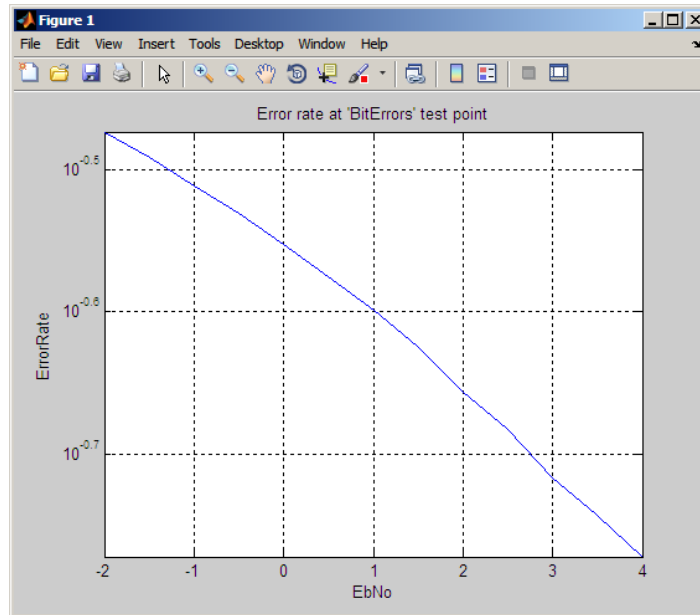 Figure 1
File Edit View Insert Tools Desktop Window Help
Error rate at 'BitErrors' test point
10^-0.5
10^-0.6
10^-0.7
ErrorRate
-2 -1 0 1 2 3 4
EbNo